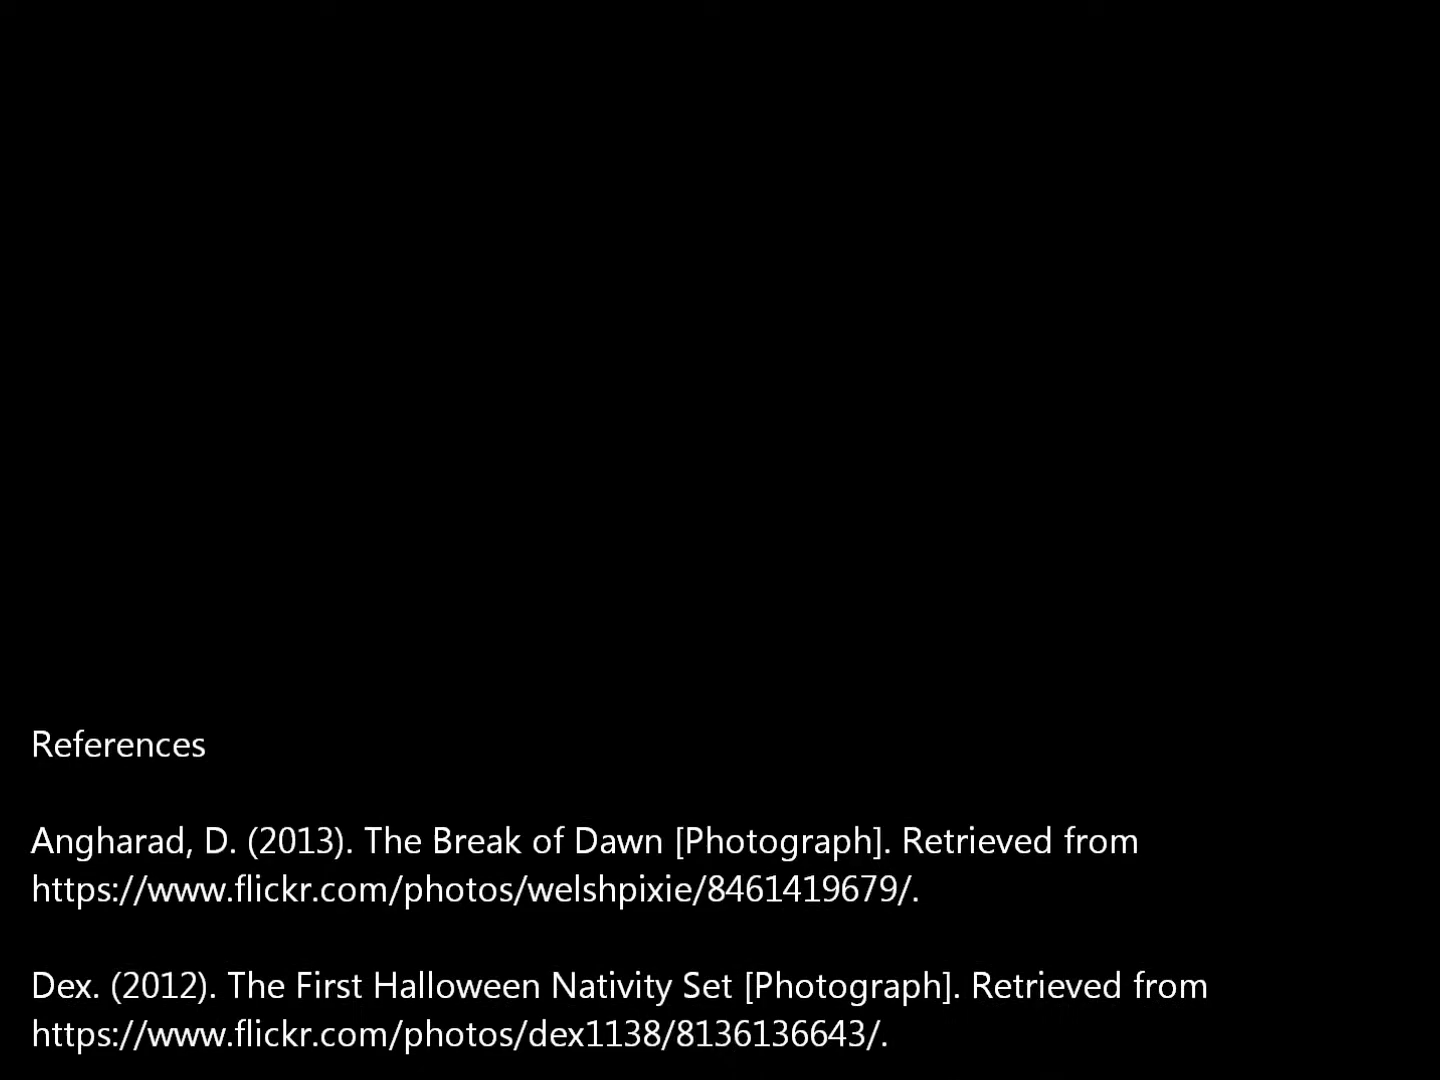 References
Angharad, D. (2013). The Break of Dawn [Photograph]. Retrieved from
https://www.flickr.com/photos/welshpixie/8461419679/.
Dex. (2012). The First Halloween Nativity Set [Photograph]. Retrieved from
https://www.flickr.com/photos/dex1138/8136136643/.